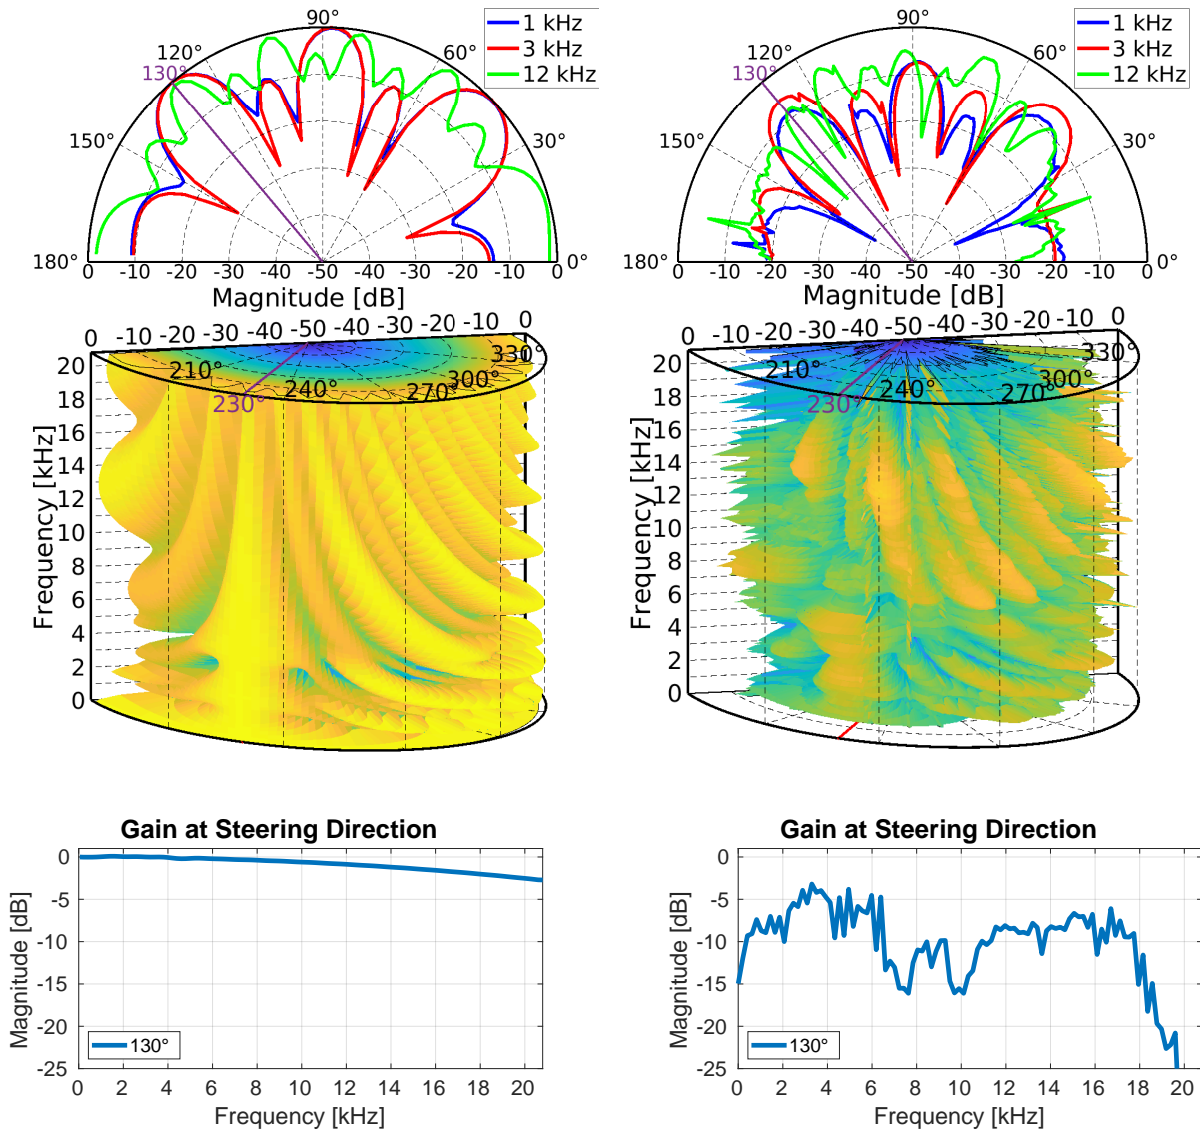 90°
120°
60°
130°
150°
30°
180°
0°
0 -10 -20 -30 -40 -50 -40 -30 -20 -10 0
Magnitude [dB]
1 kHz
3 kHz
12 kHz
90°
120°
60°
130°
150°
30°
180°
0°
0 -10 -20 -30 -40 -50 -40 -30 -20 -10 0
Magnitude [dB]
1 kHz
3 kHz
12 kHz
0 -10 -20 -30 -40 -50 -40 -30 -20 -10 0
210°
230°
240°
270°
300°
330°
20
18
16
14
12
10
8
6
4
2
0
Frequency [kHz]
0 -10 -20 -30 -40 -50 -40 -30 -20 -10 0
210°
230°
240°
270°
300°
330°
20
18
16
14
12
10
8
6
4
2
0
Frequency [kHz]
Gain at Steering Direction
0
-5
-10
-15
-20
-25
Magnitude [dB]
130°
0 2 4 6 8 10 12 14 16 18 20
Frequency [kHz]
Gain at Steering Direction
0
-5
-10
-15
-20
-25
Magnitude [dB]
130°
0 2 4 6 8 10 12 14 16 18 20
Frequency [kHz]